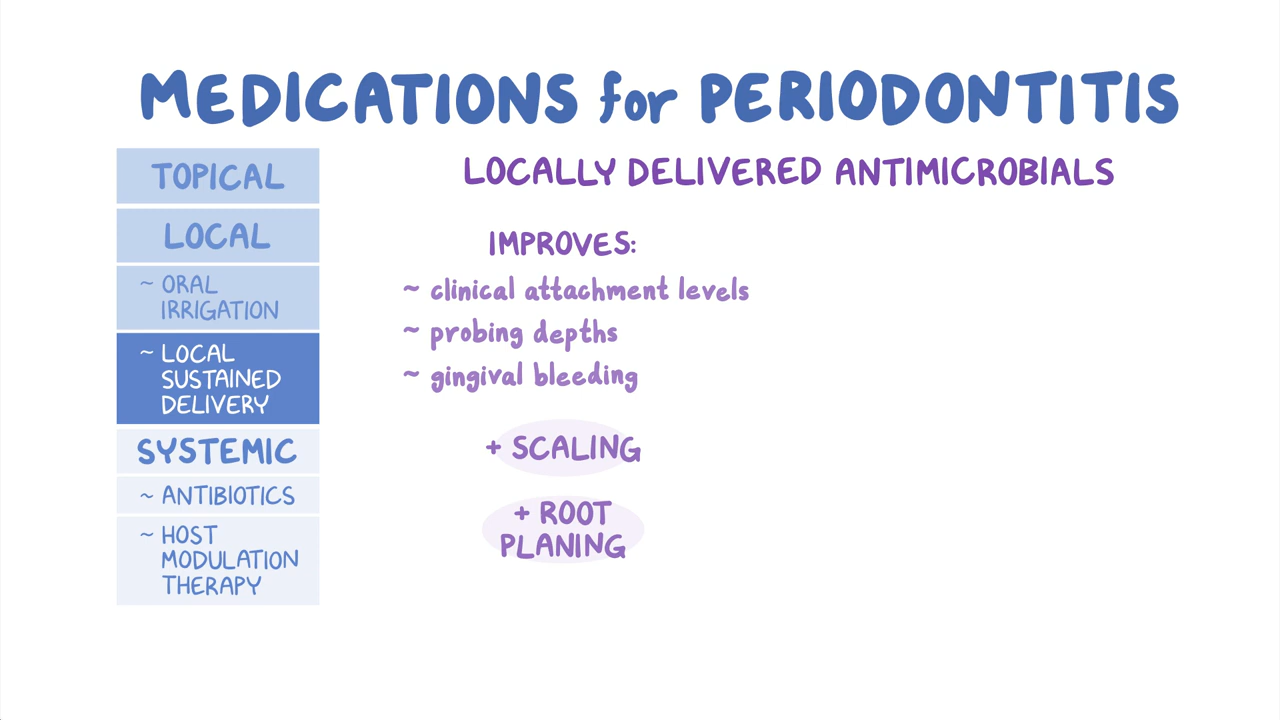 MEDICATIONS for PERIODONTITIS
TOPICAL
LOCAL
~ ORAL
IRRIGATION
~ LOCAL
SUSTAINED
DELIVERY
SYSTEMIC
~ ANTIBIOTICS
~ HOST
MODULATION
THERAPY
LOCALLY DELIVERED ANTIMICROBIALS
IMPROVES:
~ clinical attachment levels
~ probing depths
~ gingival bleeding
+ SCALING
+ ROOT
PLANING